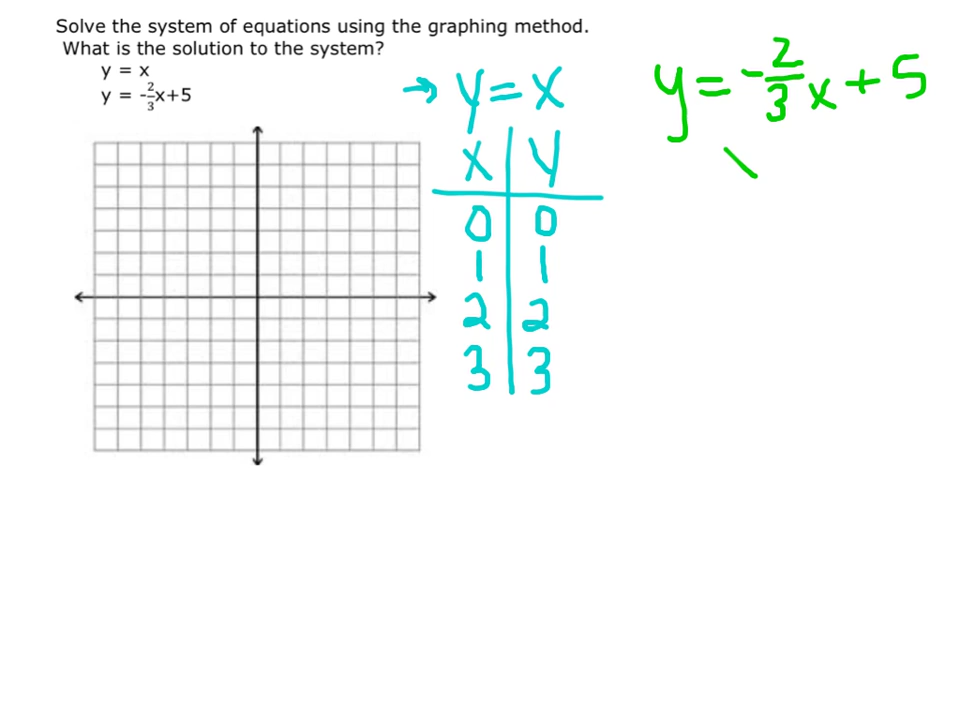 Solve the system of equations using the graphing method.
What is the solution to the system?
y = x
y = -2/3x+5
→ y = x
y = -2/3 x + 5
x | y
0 | 0
1 | 1
2 | 2
3 | 3